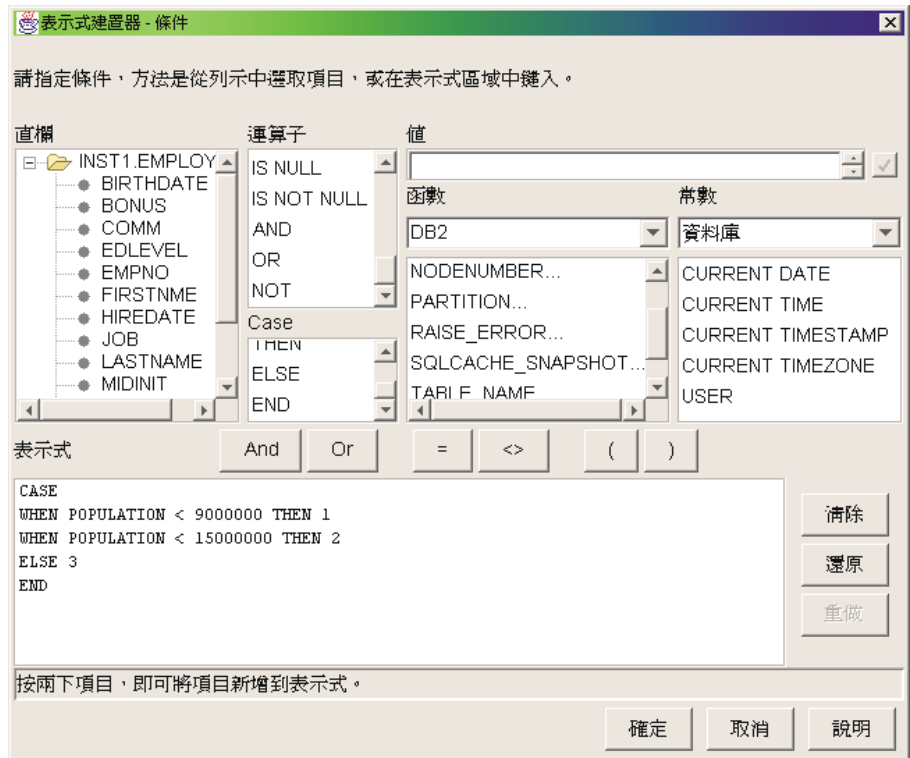 表示式建置器 - 條件
請指定條件，方法是從列示中選取項目，或在表示式區域中鍵入。
直欄
INST1.EMPLOY
BIRTHDATE
BONUS
COMM
EDLEVEL
EMPNO
FIRSTNME
HIREDATE
JOB
LASTNAME
MIDINIT
運算子
IS NULL
IS NOT NULL
AND
OR
NOT
Case
THEN
ELSE
END
值
函數
DB2
NODENUMBER...
PARTITION...
RAISE_ERROR...
SQLCACHE_SNAPSHOT...
TABLE_NAME
常數
資料庫
CURRENT DATE
CURRENT TIME
CURRENT TIMESTAMP
CURRENT TIMEZONE
USER
表示式
And
Or
=
<>
(
)
CASE
WHEN POPULATION < 9000000 THEN 1
WHEN POPULATION < 15000000 THEN 2
ELSE 3
END
清除
還原
重做
按兩下項目，即可將項目新增到表示式。
確定
取消
說明